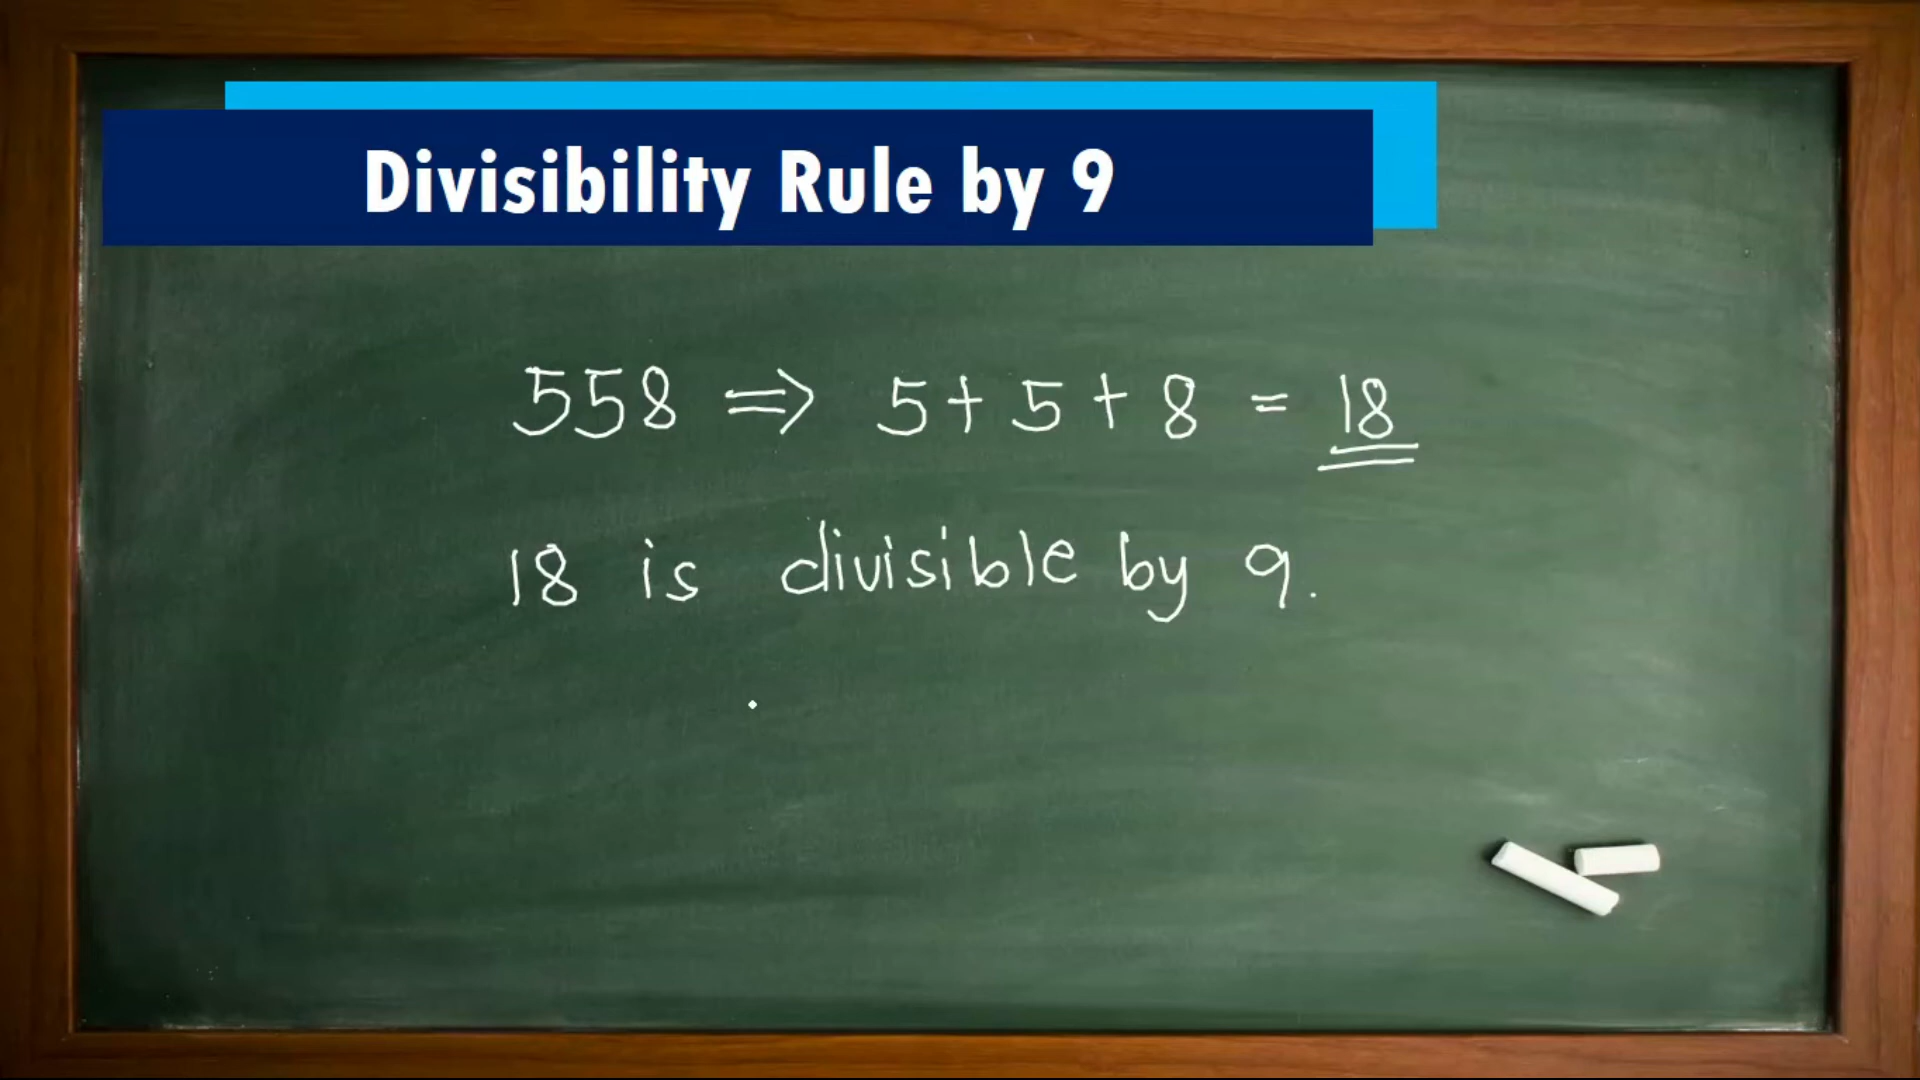 Divisibility Rule by 9
558 ⇒ 5 + 5 + 8 = 18
18 is divisible by 9.